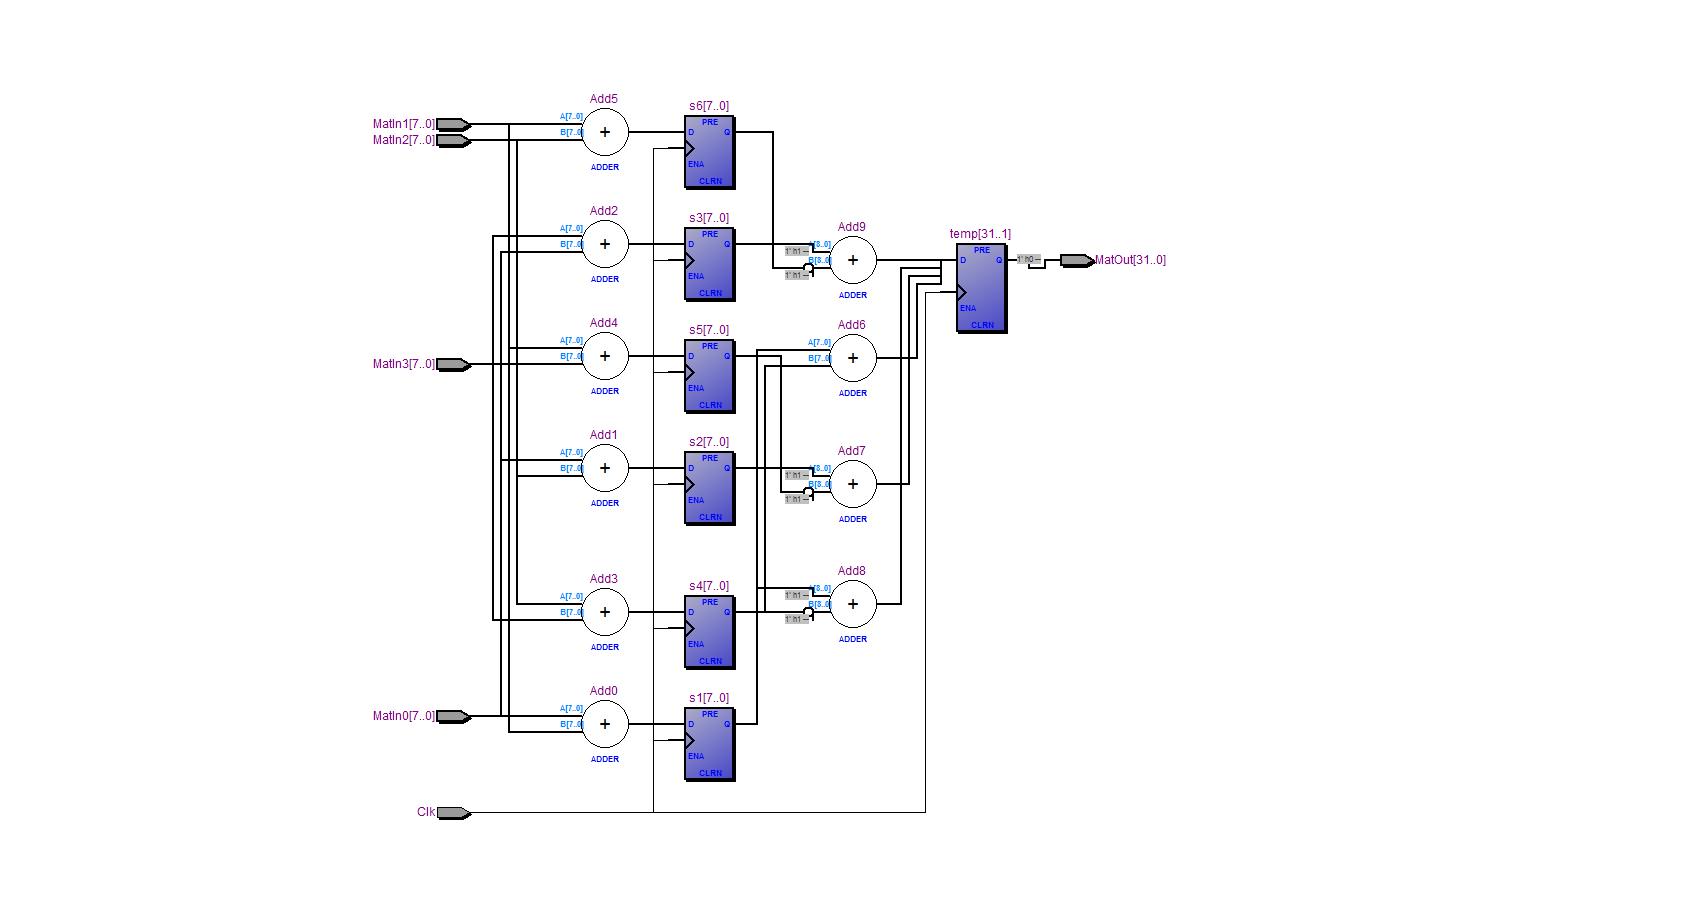 Add5
s6[7..0]
MatIn1[7..0]
A[7..0]
PRE
MatIn2[7..0]
B[7..0]
+
D
Q
ADDER
ENA
CLRN
Add2
s3[7..0]
A[7..0]
PRE
Add9
temp[31..1]
B[7..0]
+
D
Q
1' h1
B[8..0]
+
PRE
D
Q
1' h0
MatOut[31..0]
ADDER
ENA
1' h1
CLRN
ADDER
ENA
CLRN
Add4
s5[7..0]
Add6
A[7..0]
PRE
A[7..0]
MatIn3[7..0]
B[7..0]
+
D
Q
B[7..0]
+
ADDER
ENA
ADDER
CLRN
Add1
s2[7..0]
Add7
A[7..0]
PRE
B[7..0]
+
D
Q
1' h1
B[8..0]
+
ADDER
ENA
1' h1
CLRN
ADDER
Add3
s4[7..0]
Add8
A[7..0]
PRE
1' h1
B[7..0]
+
D
Q
B[8..0]
+
1' h1
ADDER
ENA
ADDER
CLRN
Add0
s1[7..0]
MatIn0[7..0]
A[7..0]
PRE
B[7..0]
+
D
Q
ADDER
ENA
CLRN
Clk